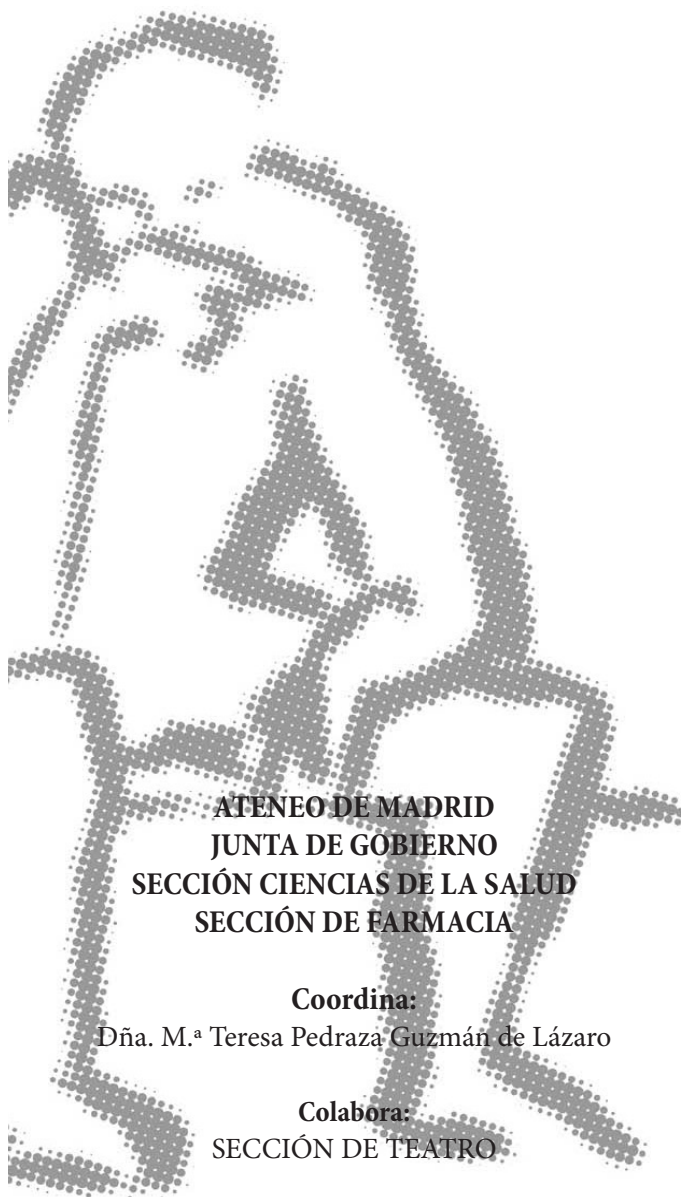 ATENEO DE MADRID
JUNTA DE GOBIERNO
SECCIÓN CIENCIAS DE LA SALUD
SECCIÓN DE FARMACIA
Coordina:
Dña. M.ª Teresa Pedraza Guzmán de Lázaro
Colabora:
SECCIÓN DE TEATRO